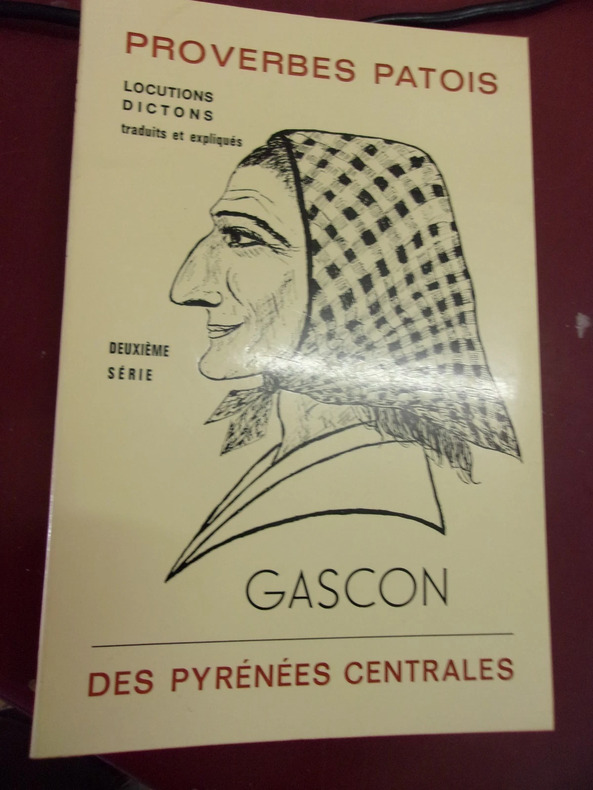 PROVERBES PATOIS
LOCUTIONS
DICTONS
traduits et expliqués
DEUXIÈME
SÉRIE
GASCON
DES PYRÉNÉES CENTRALES